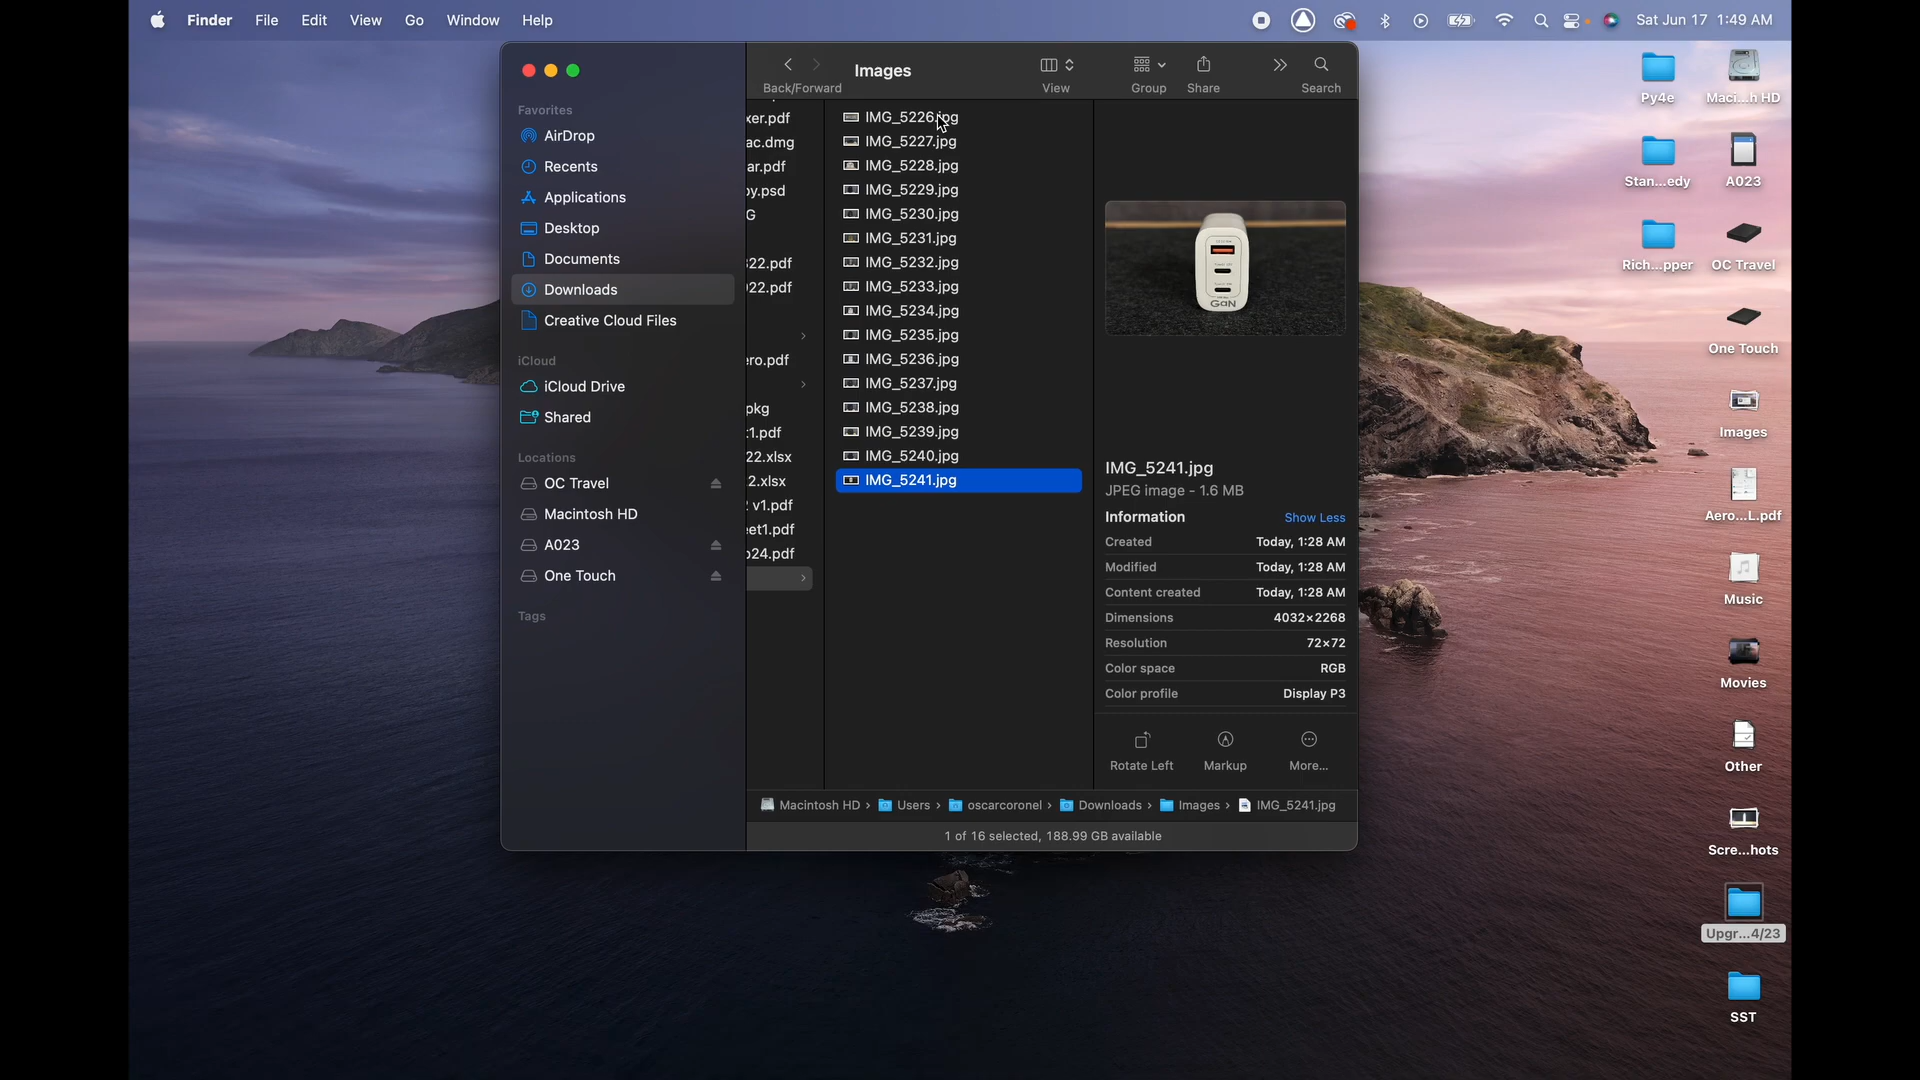 Finder File Edit View Go Window Help Sat Jun 17 1:49 AM
Back/Forward Images View Group Share Search
Favorites
AirDrop
Recents
Applications
Desktop
Documents
Downloads
Creative Cloud Files
iCloud
iCloud Drive
Shared
Locations
OC Travel
Macintosh HD
A023
One Touch
Tags
xer.pdf
ac.dmg
ar.pdf
y.psd
G
22.pdf
22.pdf
ro.pdf
pkg
1.pdf
22.xlsx
2.xlsx
v1.pdf
et1.pdf
24.pdf
IMG_5226.jpg
IMG_5227.jpg
IMG_5228.jpg
IMG_5229.jpg
IMG_5230.jpg
IMG_5231.jpg
IMG_5232.jpg
IMG_5233.jpg
IMG_5234.jpg
IMG_5235.jpg
IMG_5236.jpg
IMG_5237.jpg
IMG_5238.jpg
IMG_5239.jpg
IMG_5240.jpg
IMG_5241.jpg
GaN
IMG_5241.jpg
JPEG image - 1.6 MB
Information Show Less
Created Today, 1:28 AM
Modified Today, 1:28 AM
Content created Today, 1:28 AM
Dimensions 4032×2268
Resolution 72×72
Color space RGB
Color profile Display P3
Rotate Left Markup More...
Macintosh HD › Users › oscarcoronel › Downloads › Images › IMG_5241.jpg
1 of 16 selected, 188.99 GB available
Py4e Maci...h HD
Stan...edy A023
Rich...pper OC Travel
One Touch
Images
Aero...L.pdf
Music
Movies
Other
Scre...hots
Upgr...4/23
SST